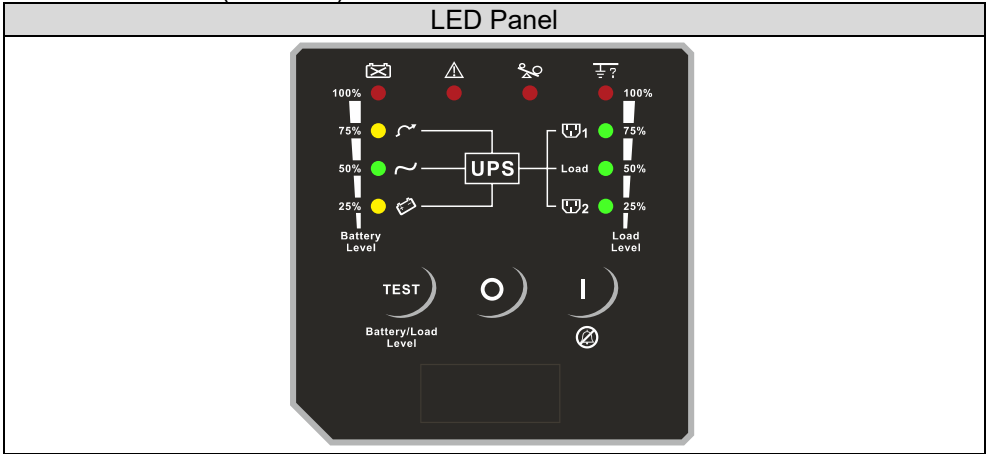 LED Panel
100% 100%
75% 1 75%
50% UPS Load 50%
25% 2 25%
Battery Load
Level Level
TEST O I
Battery/Load
Level